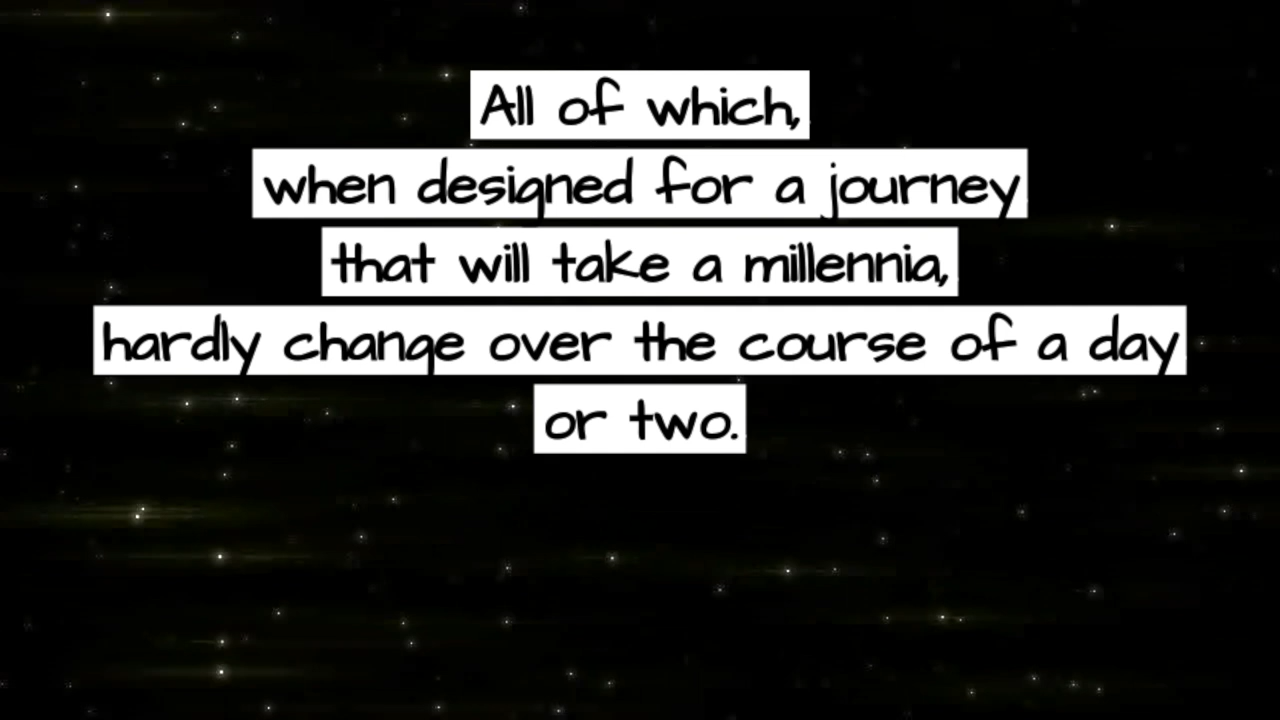 All of which,
when designed for a journey
that will take a millennia,
hardly change over the course of a day
or two.